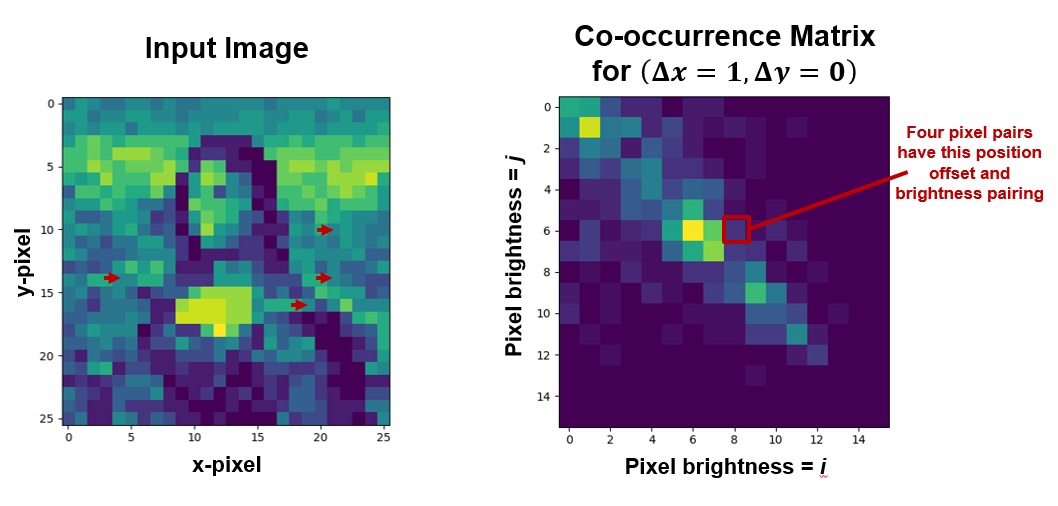 Input Image
0
5
10
15
20
25
y-pixel
0 5 10 15 20 25
x-pixel
Co-occurrence Matrix
for (Δx = 1, Δy = 0)
0
2
4
6
8
10
12
14
Pixel brightness = j
0 2 4 6 8 10 12 14
Pixel brightness = i
Four pixel pairs
have this position
offset and
brightness pairing